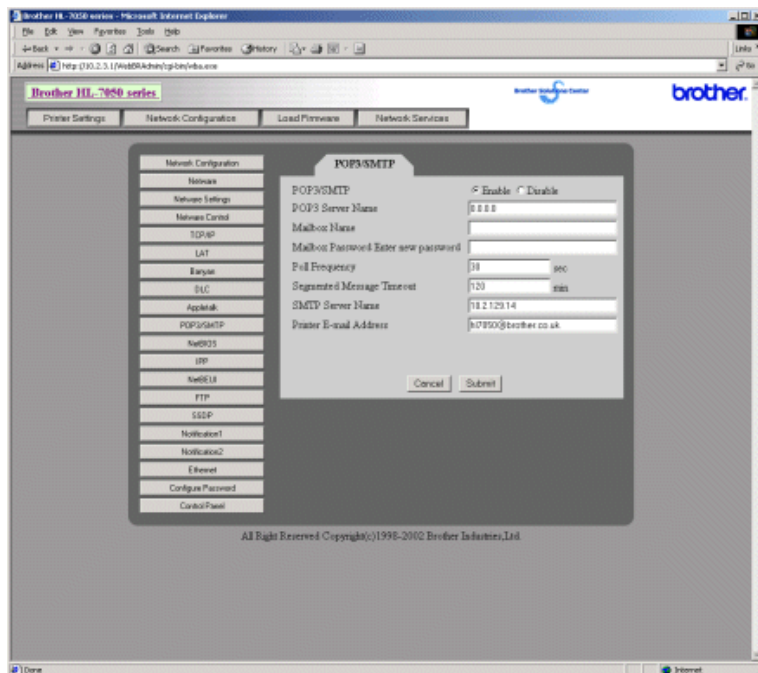 Brother HL-7050 series - Microsoft Internet Explorer
File Edit View Favorites Tools Help
Back Search Favorites History
Links
Address http://10.2.3.1/WebBRAdmin/cgi-bin/wba.exe Go
Brother HL-7050 series
Brother Solutions Center
brother.
Printer Settings Network Configuration Load Firmware Network Services
Network Configuration
Netware
Netware Settings
Netware Control
TCP/IP
LAT
Banyan
DLC
Appletalk
POP3/SMTP
NetBIOS
IPP
NetBEUI
FTP
SSDP
Notification1
Notification2
Ethernet
Configure Password
Control Panel
POP3/SMTP
POP3/SMTP Enable Disable
POP3 Server Name 0.0.0.0
Mailbox Name
Mailbox Password Enter new password
Poll Frequency 30 sec
Segmented Message Timeout 120 min
SMTP Server Name 10.2.129.14
Printer E-mail Address hl7050@brother.co.uk
Cancel Submit
All Right Reserved Copyright(c)1998-2002 Brother Industries,Ltd.
Done Internet